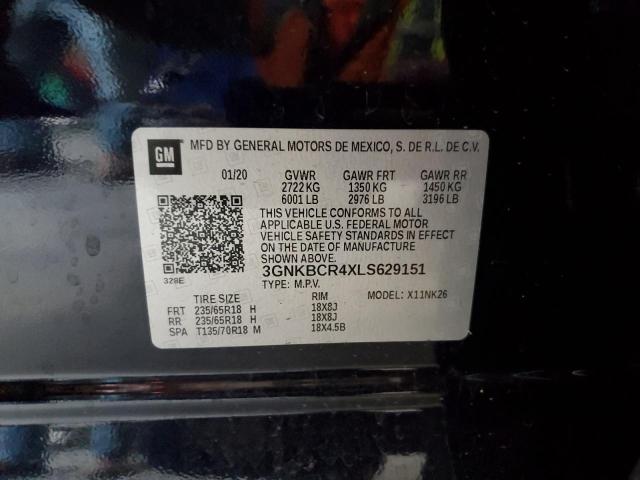 GM
MFD BY GENERAL MOTORS DE MEXICO, S. DE R.L. DE C.V.
01/20 GVWR GAWR FRT GAWR RR
2722 KG 1350 KG 1450 KG
6001 LB 2976 LB 3196 LB
THIS VEHICLE CONFORMS TO ALL
APPLICABLE U.S. FEDERAL MOTOR
VEHICLE SAFETY STANDARDS IN EFFECT
ON THE DATE OF MANUFACTURE
SHOWN ABOVE.
3GNKBCR4XLS629151
328E
TYPE: M.P.V.
MODEL: X11NK26
TIRE SIZE RIM
FRT 235/65R18 H 18X8J
RR 235/65R18 H 18X8J
SPA T135/70R18 M 18X4.5B